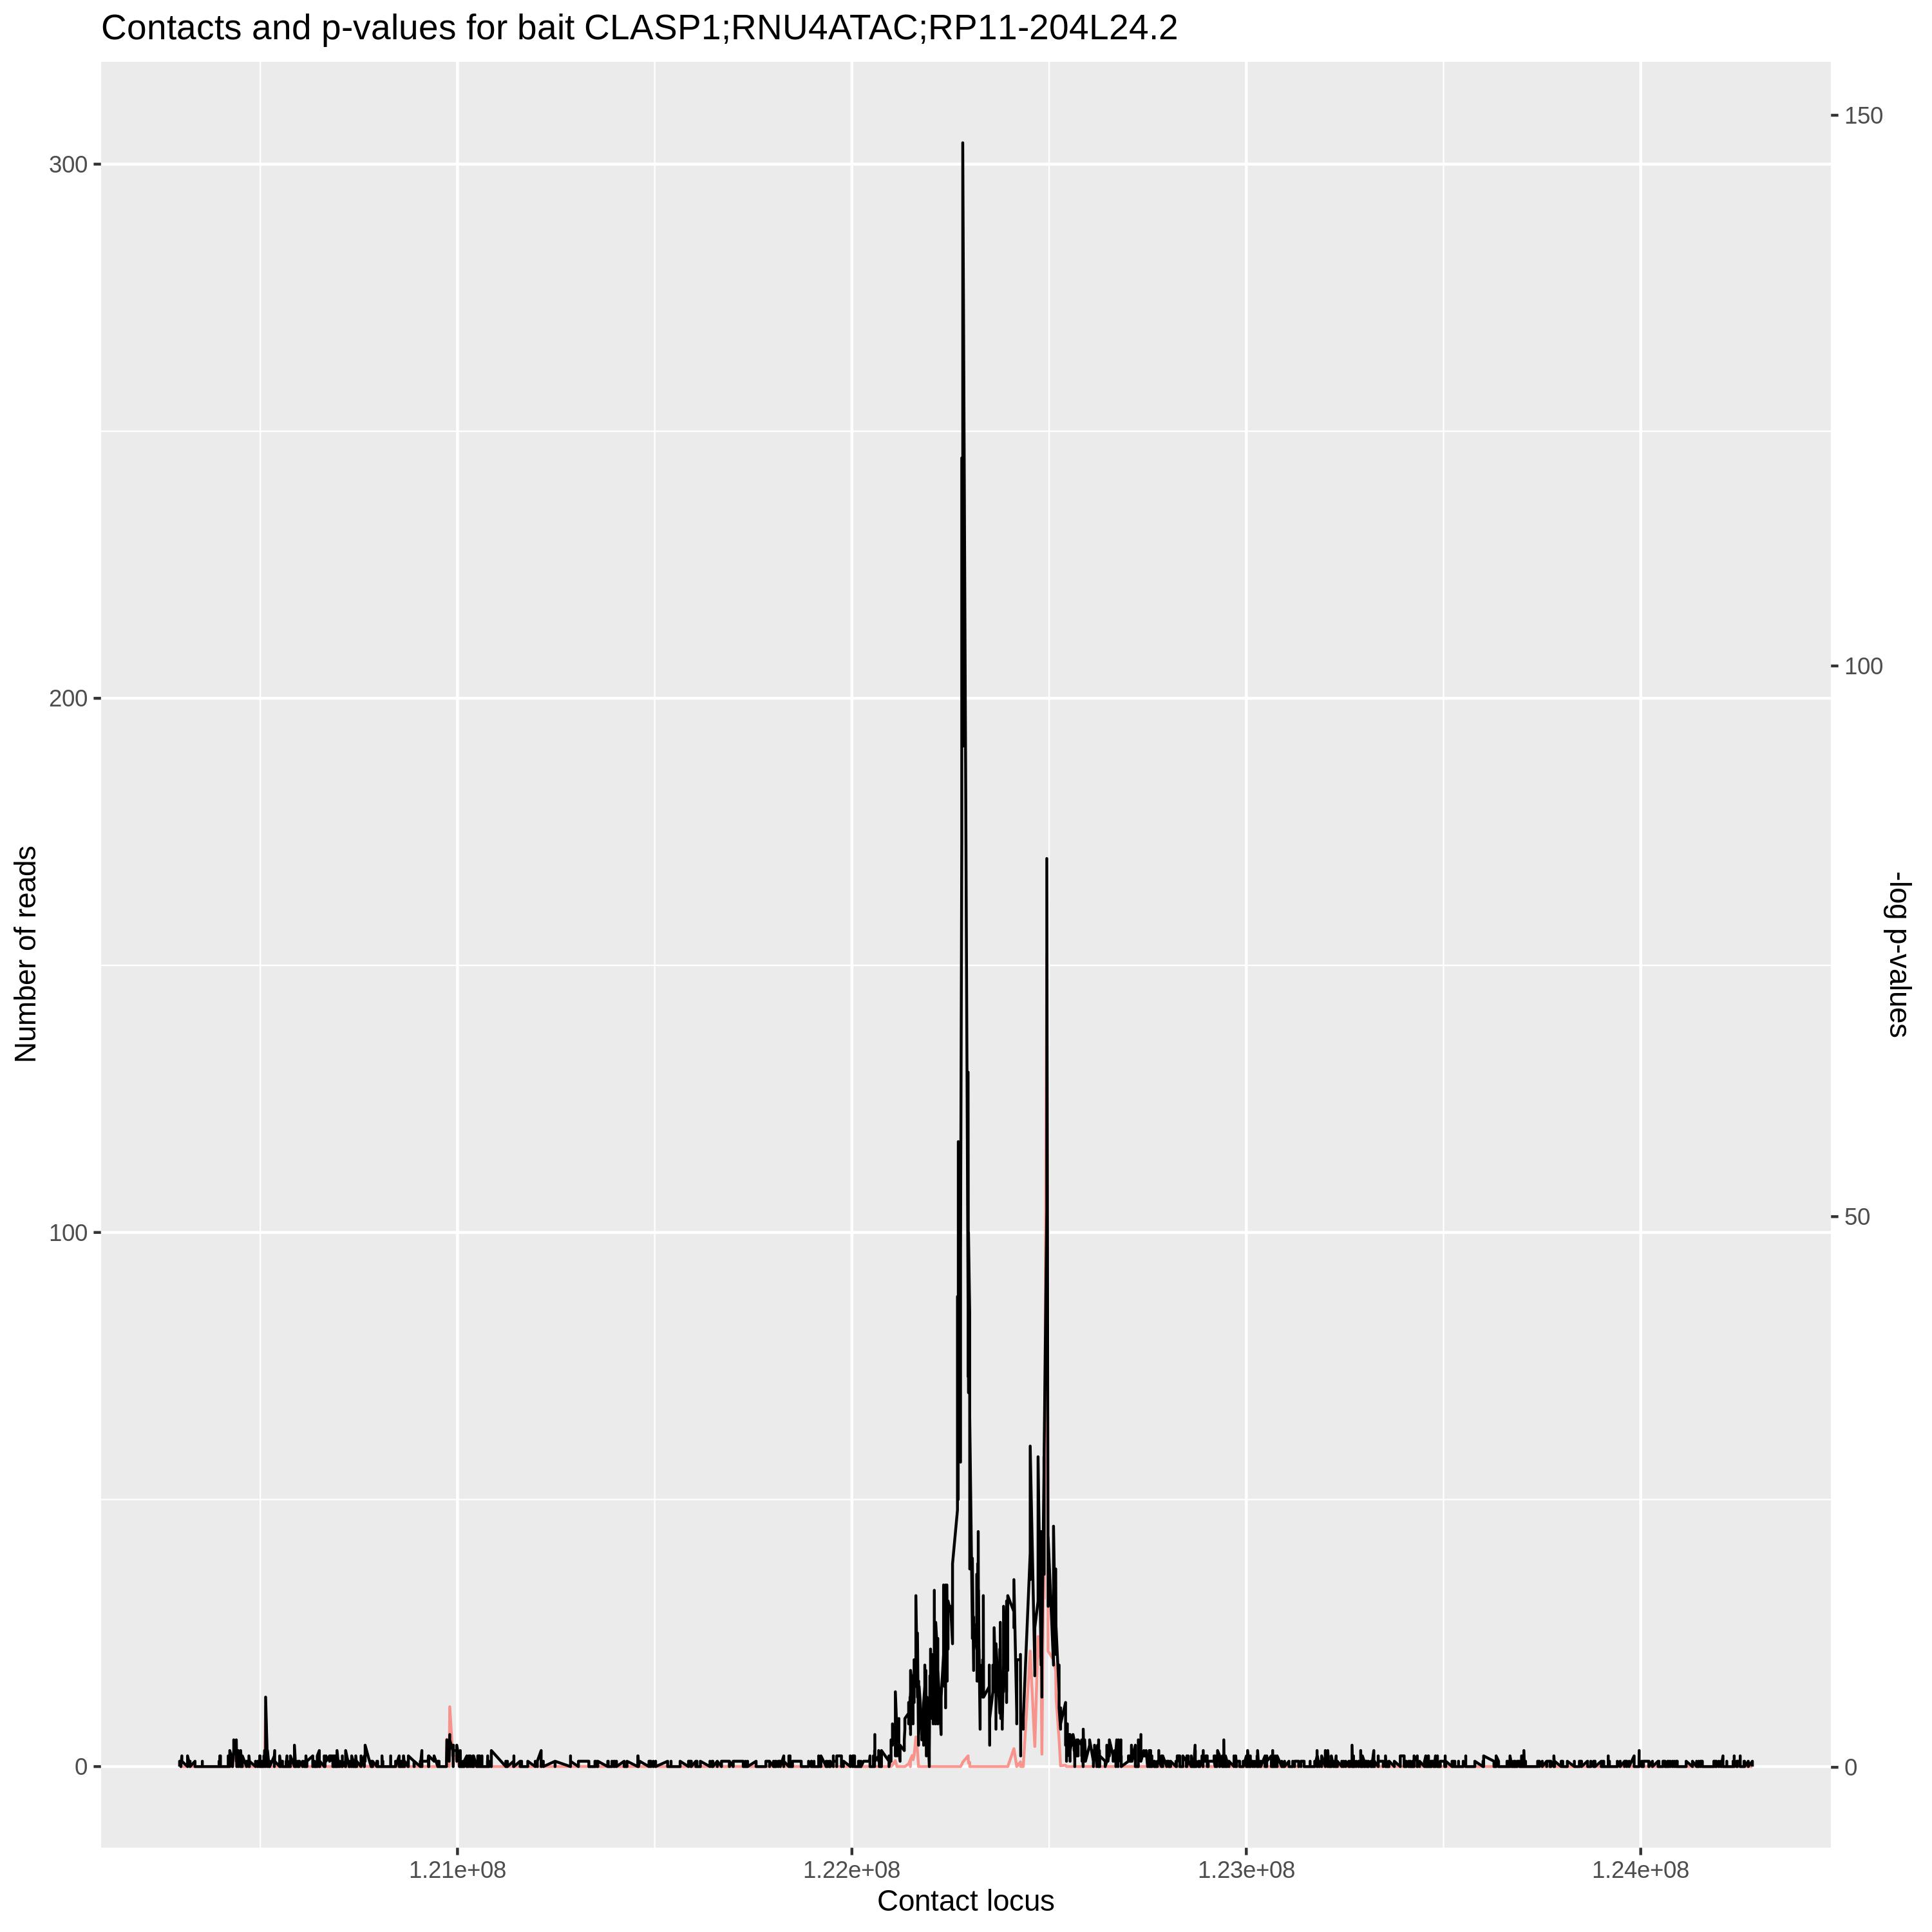 Contacts and p-values for bait CLASP1;RNU4ATAC;RP11-204L24.2
300
200
100
0
Number of reads
150
100
50
0
-log p-values
1.21e+08
1.22e+08
1.23e+08
1.24e+08
Contact locus